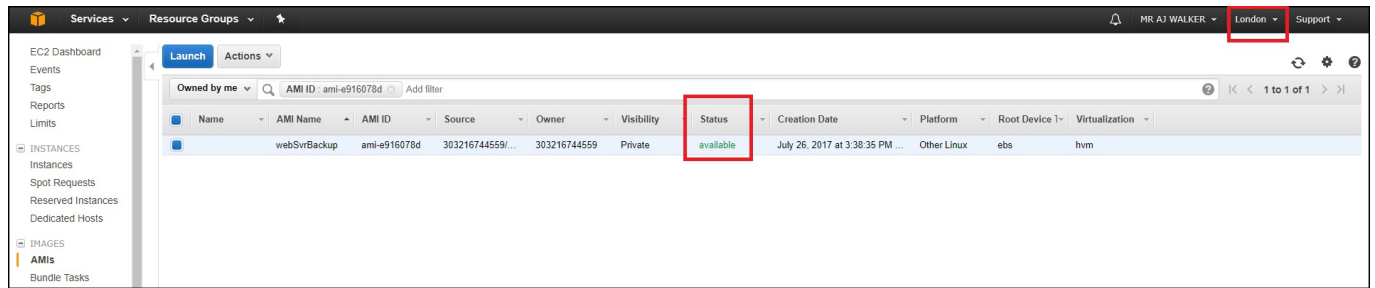 Services Resource Groups MR AJ WALKER London Support
EC2 Dashboard
Events
Tags
Reports
Limits
INSTANCES
Instances
Spot Requests
Reserved Instances
Dedicated Hosts
IMAGES
AMIs
Bundle Tasks
Launch Actions
Owned by me AMI ID : ami-e916078d Add filter 1 to 1 of 1
Name AMI Name AMI ID Source Owner Visibility Status Creation Date Platform Root Device T Virtualization
webSvrBackup ami-e916078d 303216744559/... 303216744559 Private available July 26, 2017 at 3:38:35 PM ... Other Linux ebs hvm